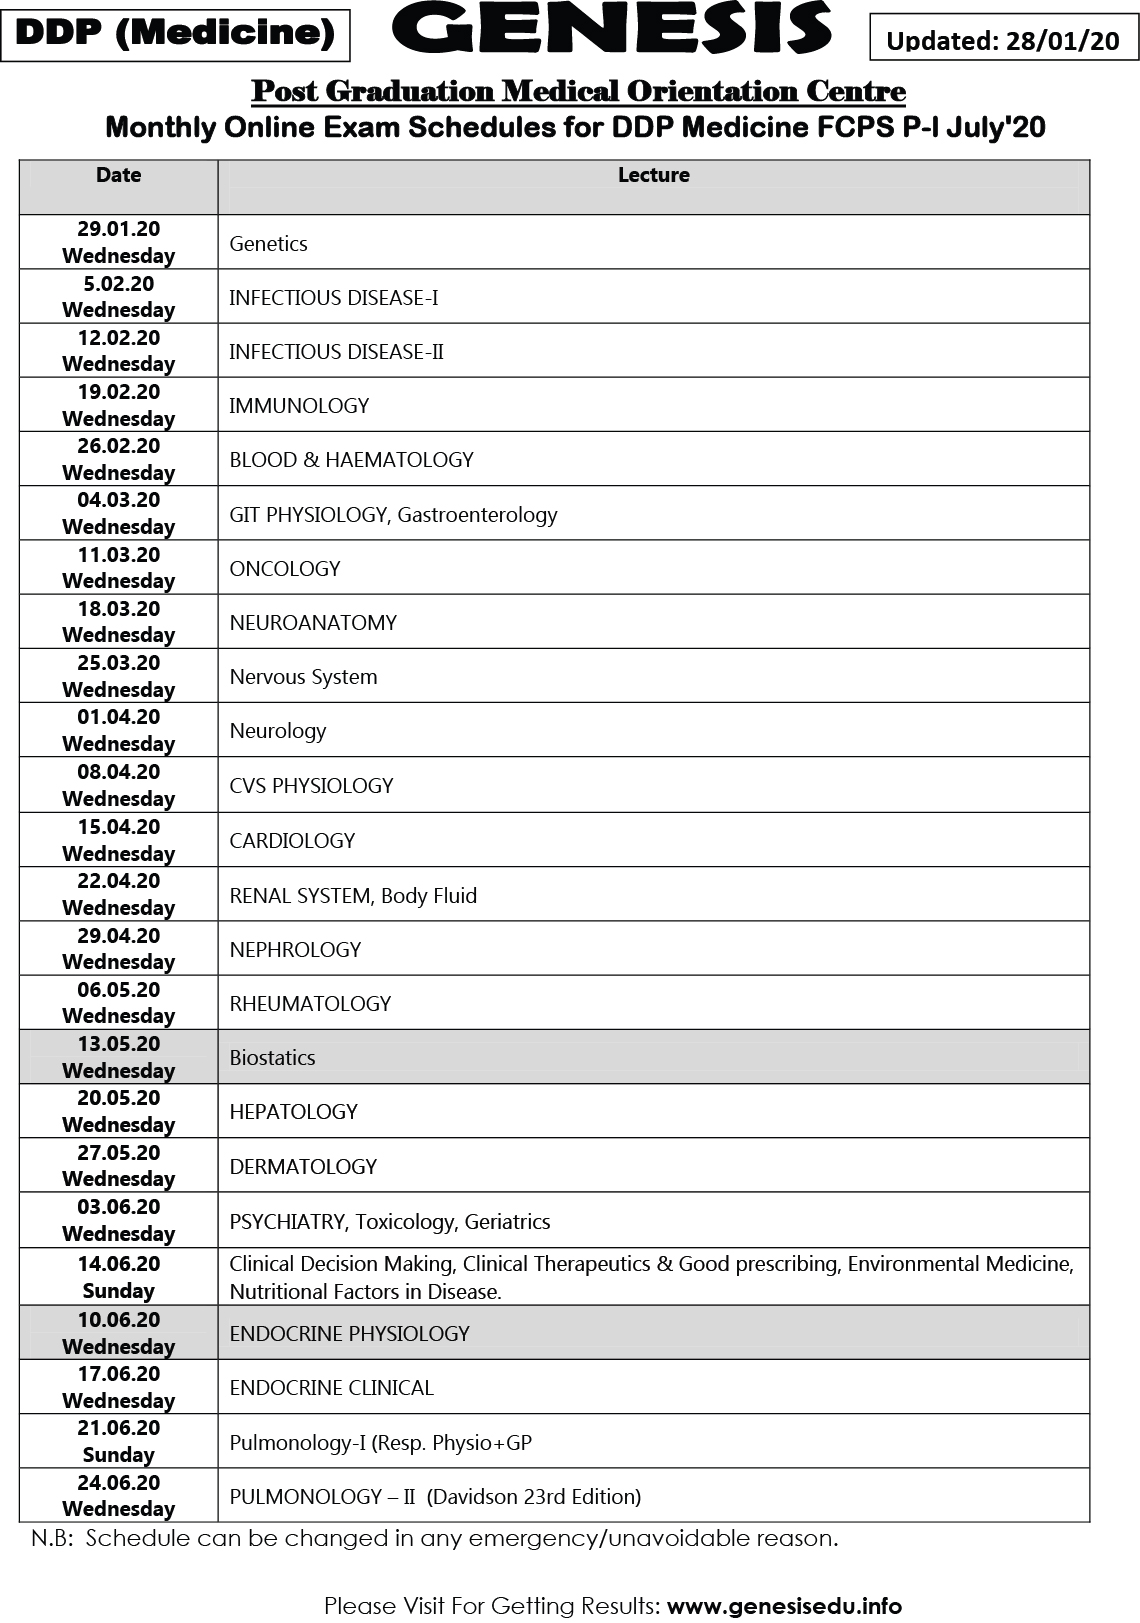 DDP (Medicine)
GENESIS
Updated: 28/01/20
Post Graduation Medical Orientation Centre
Monthly Online Exam Schedules for DDP Medicine FCPS P-I July'20
Date
Lecture
29.01.20
Wednesday
Genetics
5.02.20
Wednesday
INFECTIOUS DISEASE-I
12.02.20
Wednesday
INFECTIOUS DISEASE-II
19.02.20
Wednesday
IMMUNOLOGY
26.02.20
Wednesday
BLOOD & HAEMATOLOGY
04.03.20
Wednesday
GIT PHYSIOLOGY, Gastroenterology
11.03.20
Wednesday
ONCOLOGY
18.03.20
Wednesday
NEUROANATOMY
25.03.20
Wednesday
Nervous System
01.04.20
Wednesday
Neurology
08.04.20
Wednesday
CVS PHYSIOLOGY
15.04.20
Wednesday
CARDIOLOGY
22.04.20
Wednesday
RENAL SYSTEM, Body Fluid
29.04.20
Wednesday
NEPHROLOGY
06.05.20
Wednesday
RHEUMATOLOGY
13.05.20
Wednesday
Biostatics
20.05.20
Wednesday
HEPATOLOGY
27.05.20
Wednesday
DERMATOLOGY
03.06.20
Wednesday
PSYCHIATRY, Toxicology, Geriatrics
14.06.20
Sunday
Clinical Decision Making, Clinical Therapeutics & Good prescribing, Environmental Medicine,
Nutritional Factors in Disease.
10.06.20
Wednesday
ENDOCRINE PHYSIOLOGY
17.06.20
Wednesday
ENDOCRINE CLINICAL
21.06.20
Sunday
Pulmonology-I (Resp. Physio+GP
24.06.20
Wednesday
PULMONOLOGY – II (Davidson 23rd Edition)
N.B: Schedule can be changed in any emergency/unavoidable reason.
Please Visit For Getting Results: www.genesisedu.info